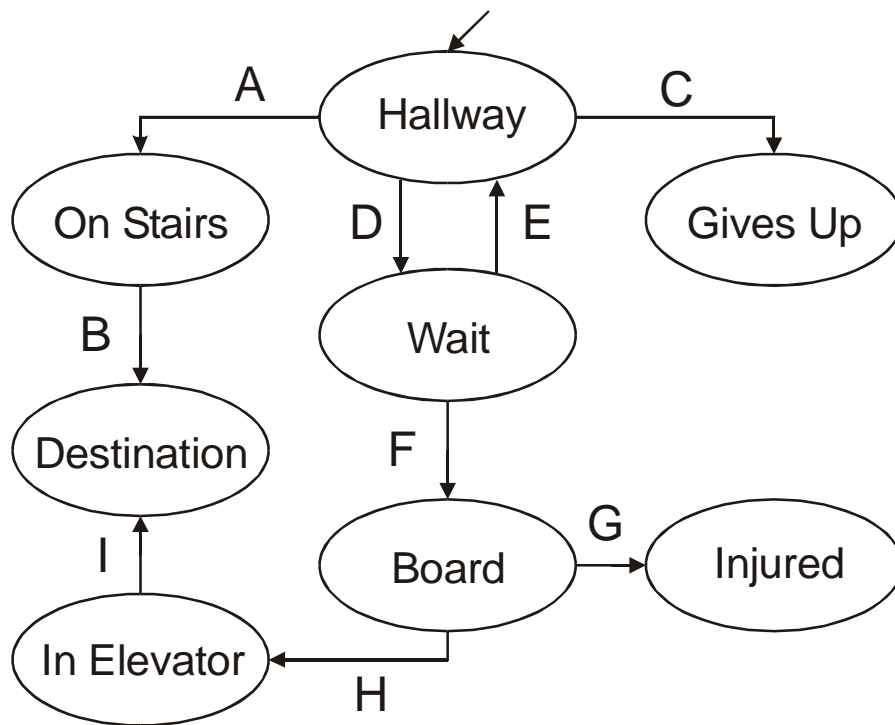 A
Hallway
C
On Stairs
D
E
Gives Up
B
Wait
Destination
F
I
Board
G
Injured
In Elevator
H